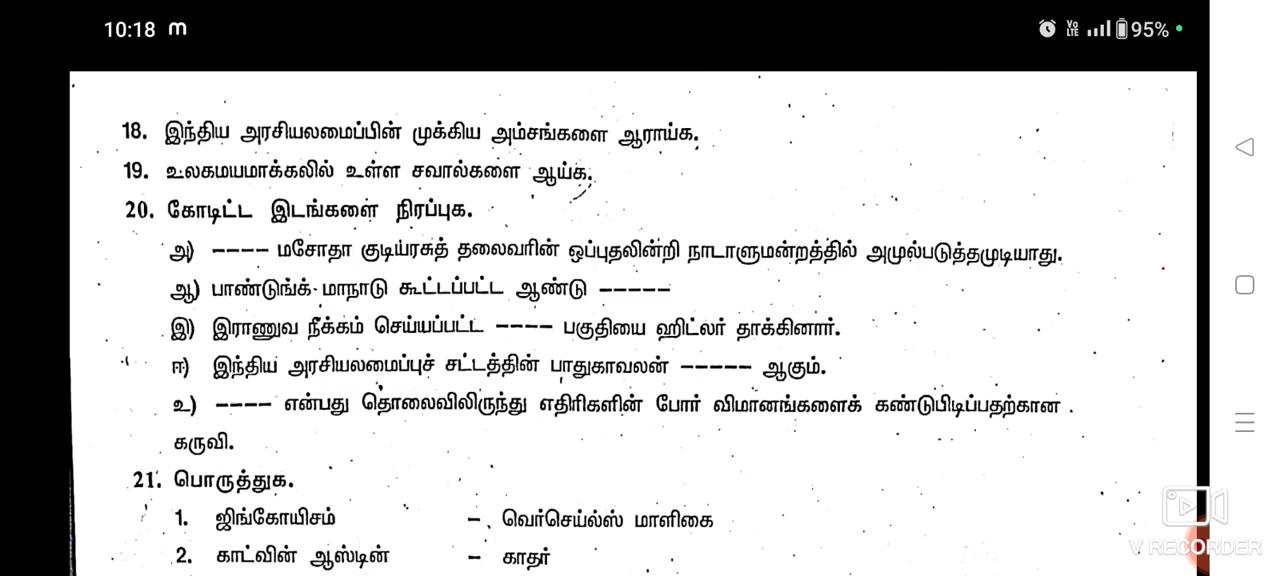 10:18 m Vo LTE 95%
18. இந்திய அரசியலமைப்பின் முக்கிய அம்சங்களை ஆராய்க.
19. உலகமயமாக்கலில் உள்ள சவால்களை ஆய்க.
20. கோடிட்ட இடங்களை நிரப்புக.
அ) ---- மசோதா குடியரசுத் தலைவரின் ஒப்புதலின்றி நாடாளுமன்றத்தில் அமுல்படுத்தமுடியாது.
ஆ) பாண்டுங்க் மாநாடு கூட்டப்பட்ட ஆண்டு -----
இ) இராணுவ நீக்கம் செய்யப்பட்ட ---- பகுதியை ஹிட்லர் தாக்கினார்.
ஈ) இந்திய அரசியலமைப்புச் சட்டத்தின் பாதுகாவலன் ----- ஆகும்.
உ) ---- என்பது தொலைவிலிருந்து எதிரிகளின் போர் விமானங்களைக் கண்டுபிடிப்பதற்கான
கருவி.
21. பொருத்துக.
1. ஜிங்கோயிசம் - வெர்செய்ல்ஸ் மாளிகை
2. காட்வின் ஆஸ்டின் - காதர்
V RECORDER